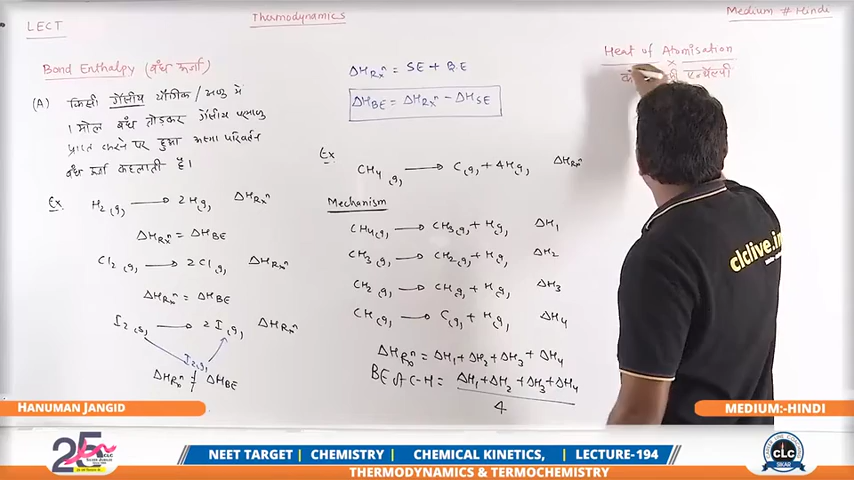 LECT
Thermodynamics
Medium # Hindi
Bond Enthalpy (बंध ऊर्जा)
(A) किसी गैसीय यौगिक / अणु में
1 मोल बंध तोड़कर गैसीय परमाणु
प्राप्त करने पर हुआ ऊष्मा परिवर्तन
बंध ऊर्जा कहलाती है।
Ex H₂(g) → 2H(g) ΔHRxⁿ
ΔHRxⁿ = ΔHBE
Cl₂(g) → 2Cl(g) ΔHRxⁿ
ΔHRxⁿ = ΔHBE
I₂(s) → 2I(g) ΔHRxⁿ
I₂(g)
ΔHRxⁿ ≠ ΔHBE
ΔHRxⁿ = SE + B.E
ΔHBE = ΔHRxⁿ - ΔHSE
Ex
CH₄(g) → C(g) + 4H(g) ΔHRxⁿ
Mechanism
CH₄(g) → CH₃(g) + H(g) ΔH₁
CH₃(g) → CH₂(g) + H(g) ΔH₂
CH₂(g) → CH(g) + H(g) ΔH₃
CH(g) → C(g) + H(g) ΔH₄
ΔHRxⁿ = ΔH₁ + ΔH₂ + ΔH₃ + ΔH₄
BE of C-H = ΔH₁ + ΔH₂ + ΔH₃ + ΔH₄
4
Heat of Atomisation
एन्थैल्पी
clclive.in
HANUMAN JANGID
MEDIUM:-HINDI
25
CLC
NEET TARGET | CHEMISTRY | CHEMICAL KINETICS, | LECTURE-194
THERMODYNAMICS & TERMOCHEMISTRY
CLC
SIKAR